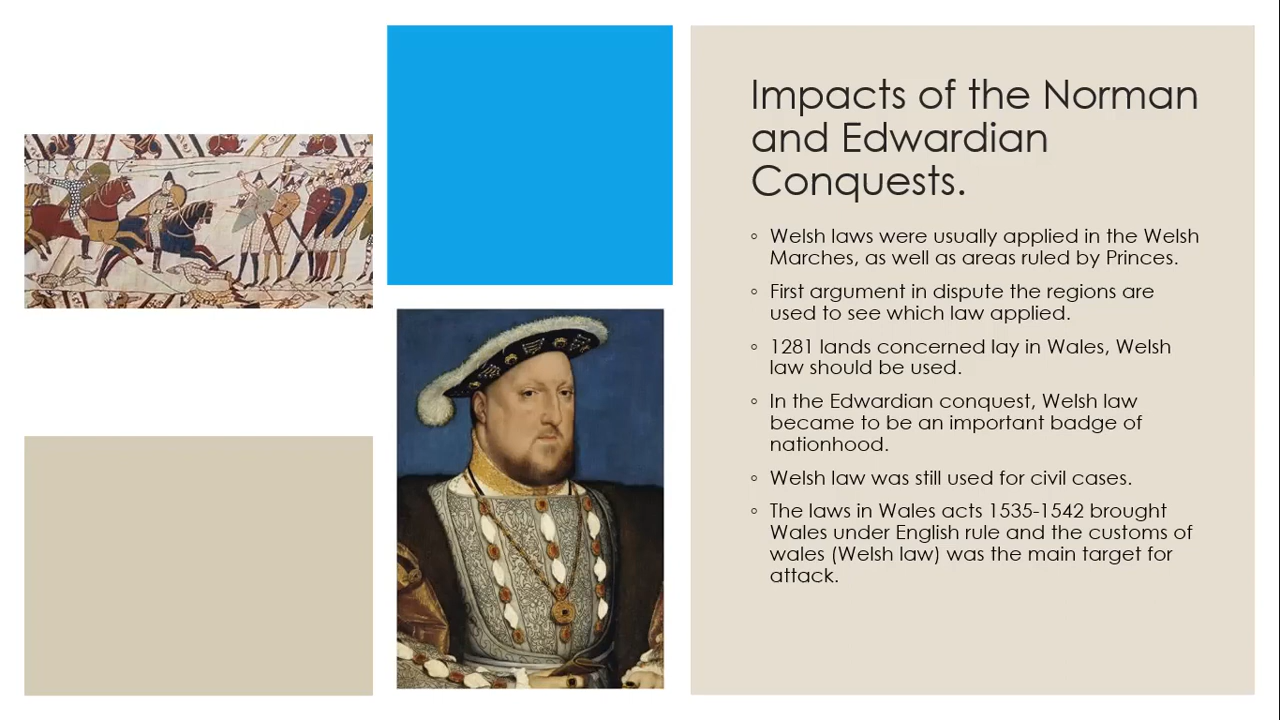 Impacts of the Norman
and Edwardian
Conquests.
◦ Welsh laws were usually applied in the Welsh
Marches, as well as areas ruled by Princes.
◦ First argument in dispute the regions are
used to see which law applied.
◦ 1281 lands concerned lay in Wales, Welsh
law should be used.
◦ In the Edwardian conquest, Welsh law
became to be an important badge of
nationhood.
◦ Welsh law was still used for civil cases.
◦ The laws in Wales acts 1535-1542 brought
Wales under English rule and the customs of
wales (Welsh law) was the main target for
attack.